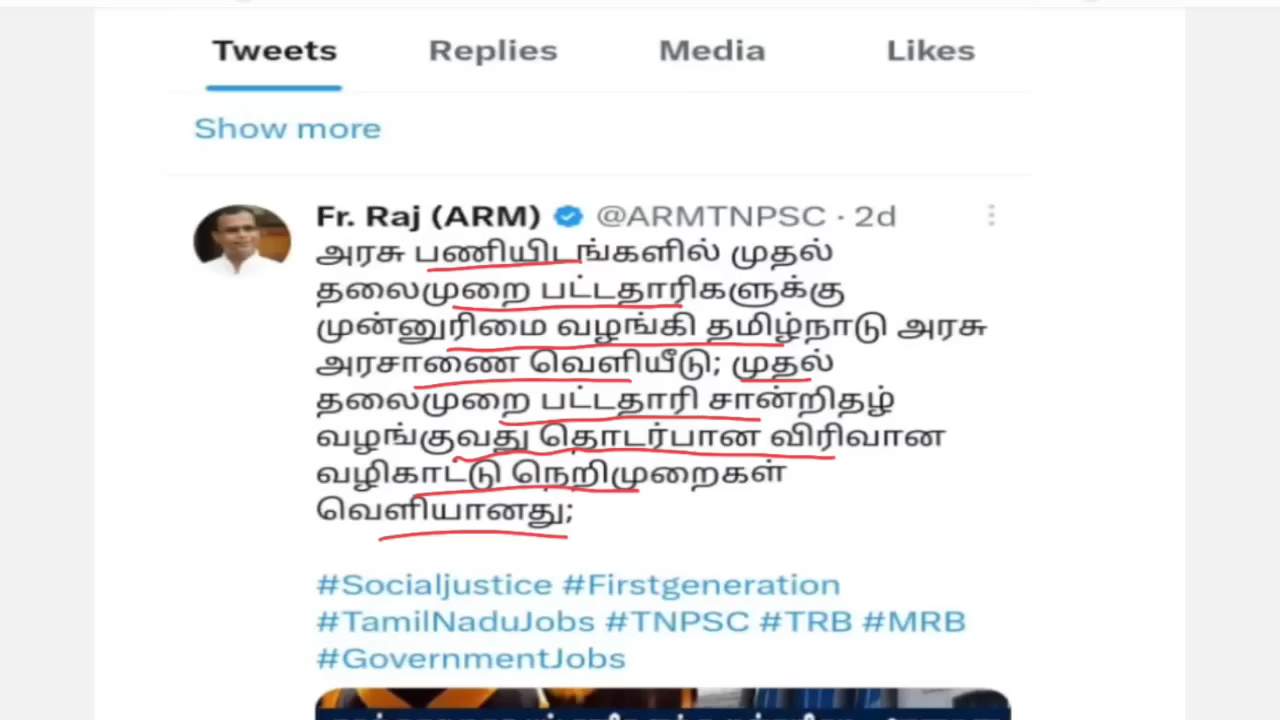 Tweets Replies Media Likes
Show more
Fr. Raj (ARM) @ARMTNPSC · 2d
அரசு பணியிடங்களில் முதல்
தலைமுறை பட்டதாரிகளுக்கு
முன்னுரிமை வழங்கி தமிழ்நாடு அரசு
அரசாணை வெளியீடு; முதல்
தலைமுறை பட்டதாரி சான்றிதழ்
வழங்குவது தொடர்பான விரிவான
வழிகாட்டு நெறிமுறைகள்
வெளியானது;
#Socialjustice #Firstgeneration
#TamilNaduJobs #TNPSC #TRB #MRB
#GovernmentJobs